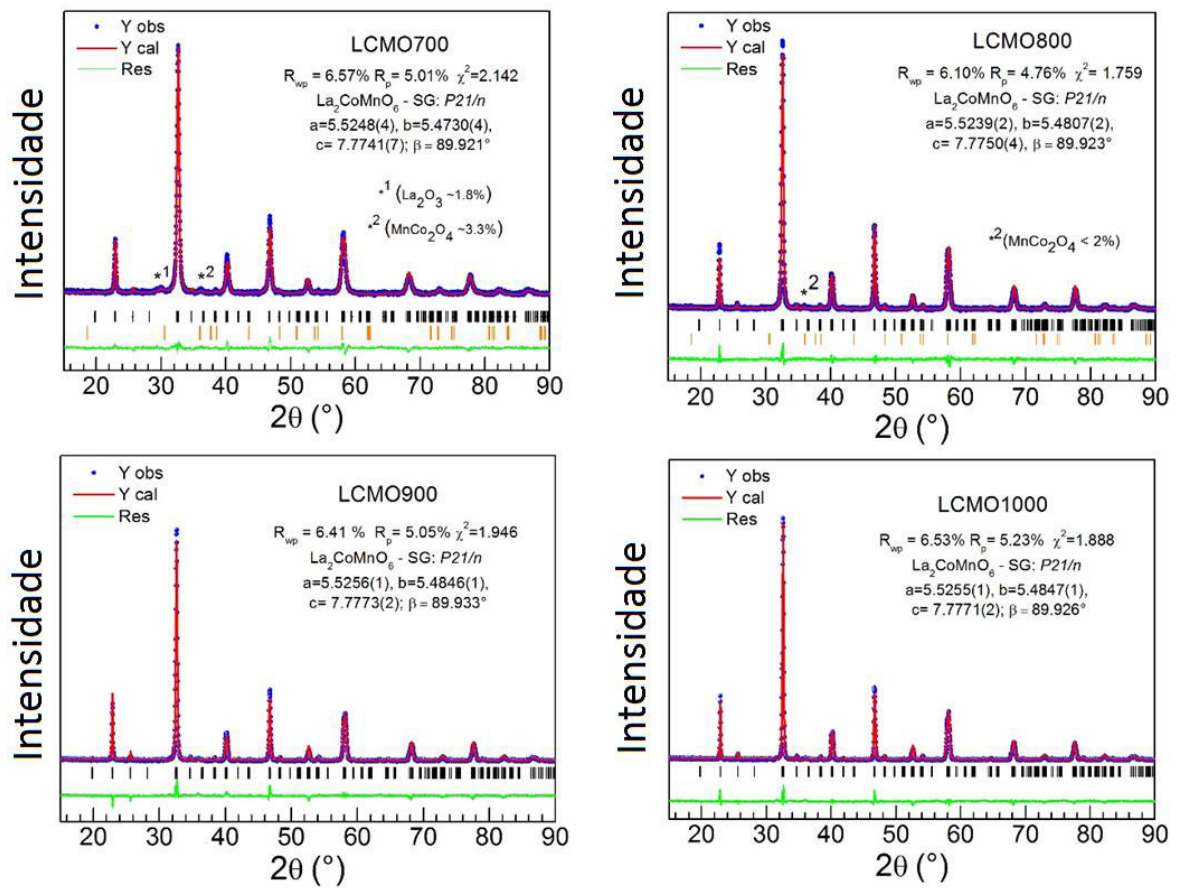 Y obs
Y cal
Res
LCMO700
Rwp = 6.57% Rp = 5.01% χ²=2.142
La₂CoMnO₆ - SG: P21/n
a=5.5248(4), b=5.4730(4),
c= 7.7741(7); β = 89.921°
*¹ (La₂O₃ ~1.8%)
*² (MnCo₂O₄ ~3.3%)
*1
*2
Intensidade
20 30 40 50 60 70 80 90
2θ (°)
Y obs
Y cal
Res
LCMO800
Rwp = 6.10% Rp = 4.76% χ²= 1.759
La₂CoMnO₆ - SG: P21/n
a=5.5239(2), b=5.4807(2),
c= 7.7750(4), β = 89.923°
*²(MnCo₂O₄ < 2%)
*2
Intensidade
20 30 40 50 60 70 80 90
2θ (°)
Y obs
Y cal
Res
LCMO900
Rwp = 6.41 % Rp = 5.05% χ²=1.946
La₂CoMnO₆ - SG: P21/n
a=5.5256(1), b=5.4846(1),
c= 7.7773(2); β = 89.933°
Intensidade
20 30 40 50 60 70 80 90
2θ (°)
Y obs
Y cal
Res
LCMO1000
Rwp = 6.53% Rp = 5.23% χ²=1.888
La₂CoMnO₆ - SG: P21/n
a=5.5255(1), b=5.4847(1),
c= 7.7771(2); β = 89.926°
Intensidade
20 30 40 50 60 70 80 90
2θ (°)